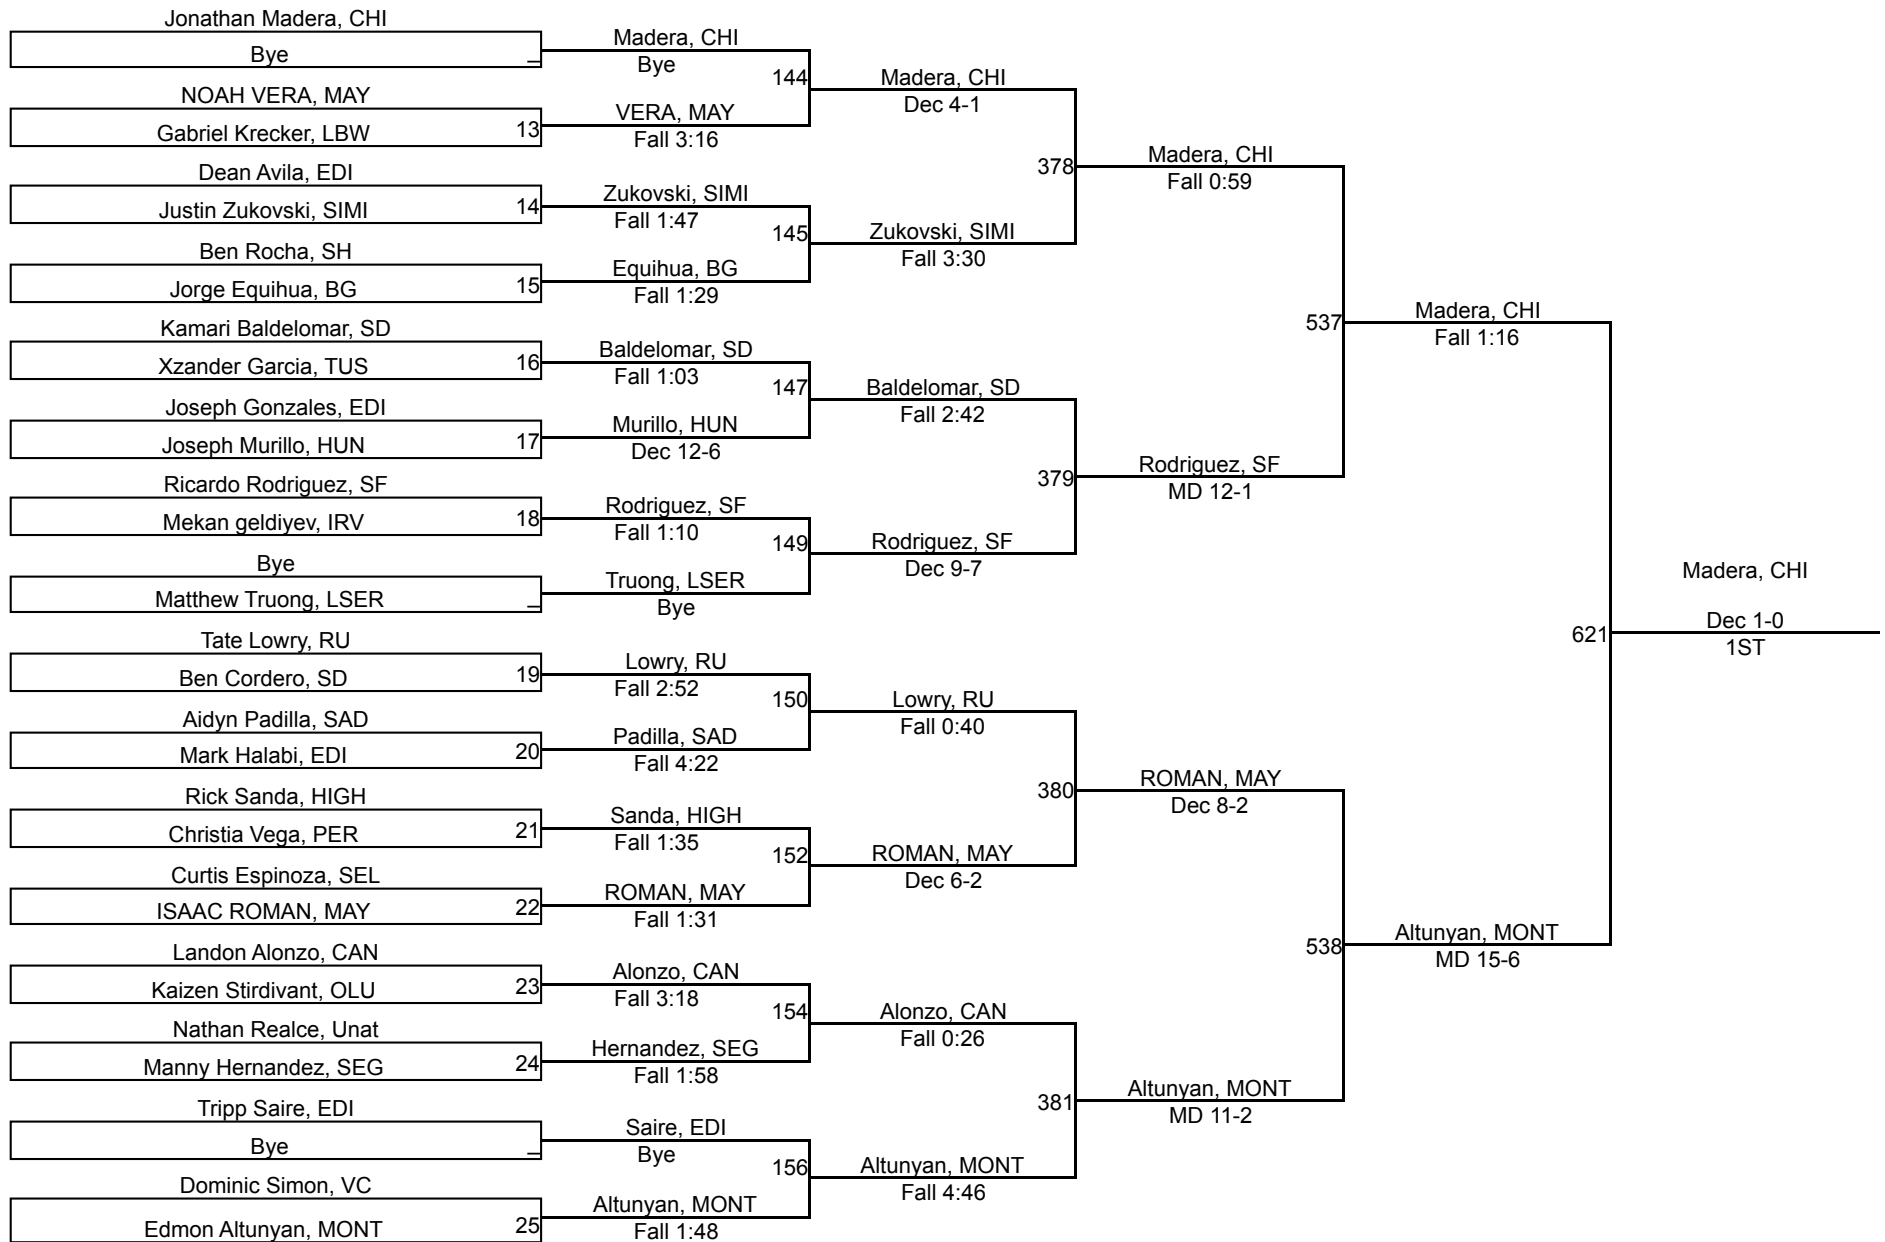 Jonathan Madera, CHI
Bye
NOAH VERA, MAY
Gabriel Krecker, LBW
13
Dean Avila, EDI
Justin Zukovski, SIMI
14
Ben Rocha, SH
Jorge Equihua, BG
15
Kamari Baldelomar, SD
Xzander Garcia, TUS
16
Joseph Gonzales, EDI
Joseph Murillo, HUN
17
Ricardo Rodriguez, SF
Mekan geldiyev, IRV
18
Bye
Matthew Truong, LSER
Tate Lowry, RU
Ben Cordero, SD
19
Aidyn Padilla, SAD
Mark Halabi, EDI
20
Rick Sanda, HIGH
Christia Vega, PER
21
Curtis Espinoza, SEL
ISAAC ROMAN, MAY
22
Landon Alonzo, CAN
Kaizen Stirdivant, OLU
23
Nathan Realce, Unat
Manny Hernandez, SEG
24
Tripp Saire, EDI
Bye
Dominic Simon, VC
Edmon Altunyan, MONT
25
Madera, CHI
Bye
144
VERA, MAY
Fall 3:16
Zukovski, SIMI
Fall 1:47
145
Equihua, BG
Fall 1:29
Baldelomar, SD
Fall 1:03
147
Murillo, HUN
Dec 12-6
Rodriguez, SF
Fall 1:10
149
Truong, LSER
Bye
Lowry, RU
Fall 2:52
150
Padilla, SAD
Fall 4:22
Sanda, HIGH
Fall 1:35
152
ROMAN, MAY
Fall 1:31
Alonzo, CAN
Fall 3:18
154
Hernandez, SEG
Fall 1:58
Saire, EDI
Bye
156
Altunyan, MONT
Fall 1:48
Madera, CHI
Dec 4-1
378
Zukovski, SIMI
Fall 3:30
Baldelomar, SD
Fall 2:42
379
Rodriguez, SF
Dec 9-7
Lowry, RU
Fall 0:40
380
ROMAN, MAY
Dec 6-2
Alonzo, CAN
Fall 0:26
381
Altunyan, MONT
Fall 4:46
Madera, CHI
Fall 0:59
537
Rodriguez, SF
MD 12-1
ROMAN, MAY
Dec 8-2
538
Altunyan, MONT
MD 11-2
Madera, CHI
Fall 1:16
621
Altunyan, MONT
MD 15-6
Madera, CHI
Dec 1-0
1ST